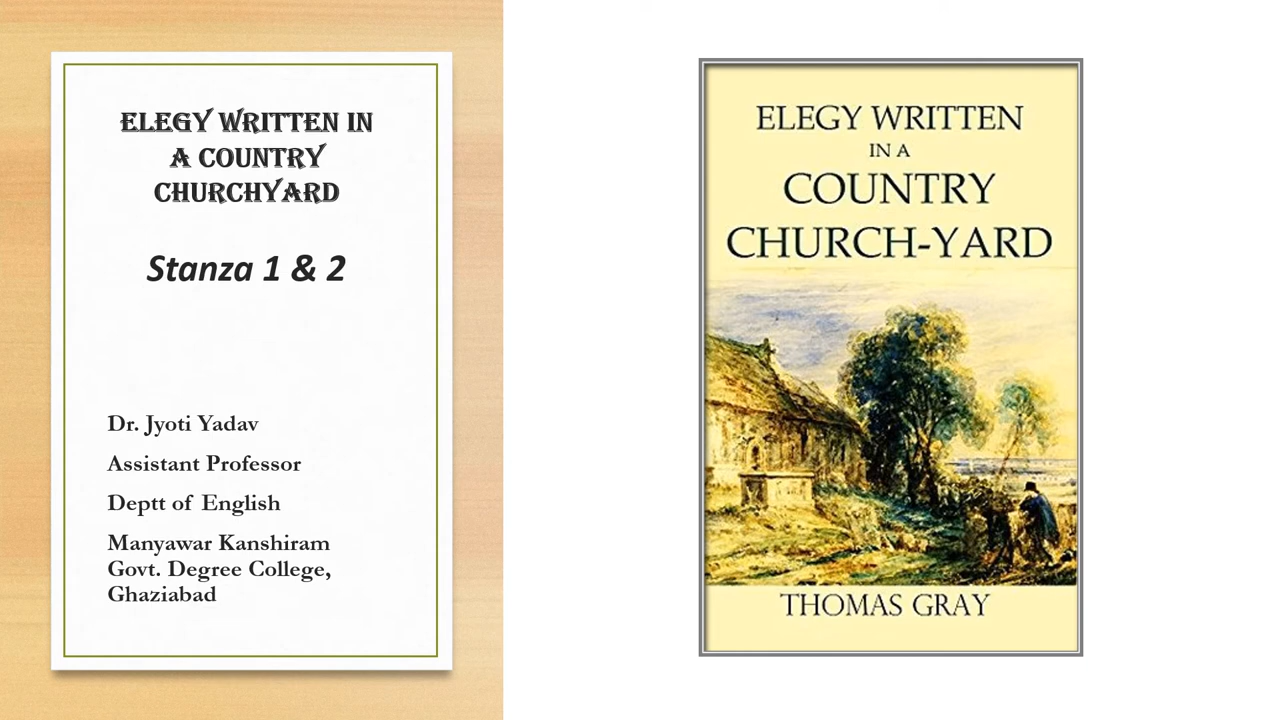 ELEGY WRITTEN IN
A COUNTRY
CHURCHYARD
Stanza 1 & 2
Dr. Jyoti Yadav
Assistant Professor
Deptt of English
Manyawar Kanshiram
Govt. Degree College,
Ghaziabad
ELEGY WRITTEN
IN A
COUNTRY
CHURCH-YARD
THOMAS GRAY